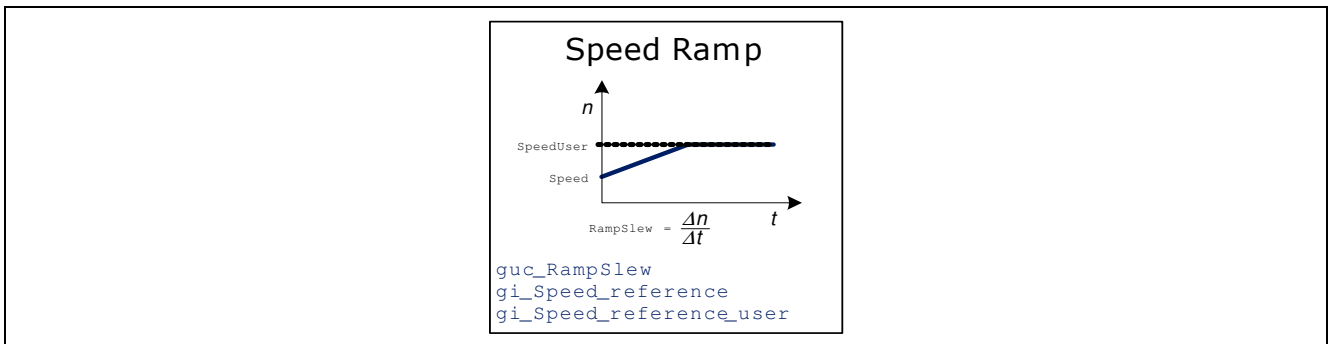 Speed Ramp
n
SpeedUser
Speed
t
RampSlew = Δn
Δt
guc_RampSlew
gi_Speed_reference
gi_Speed_reference_user